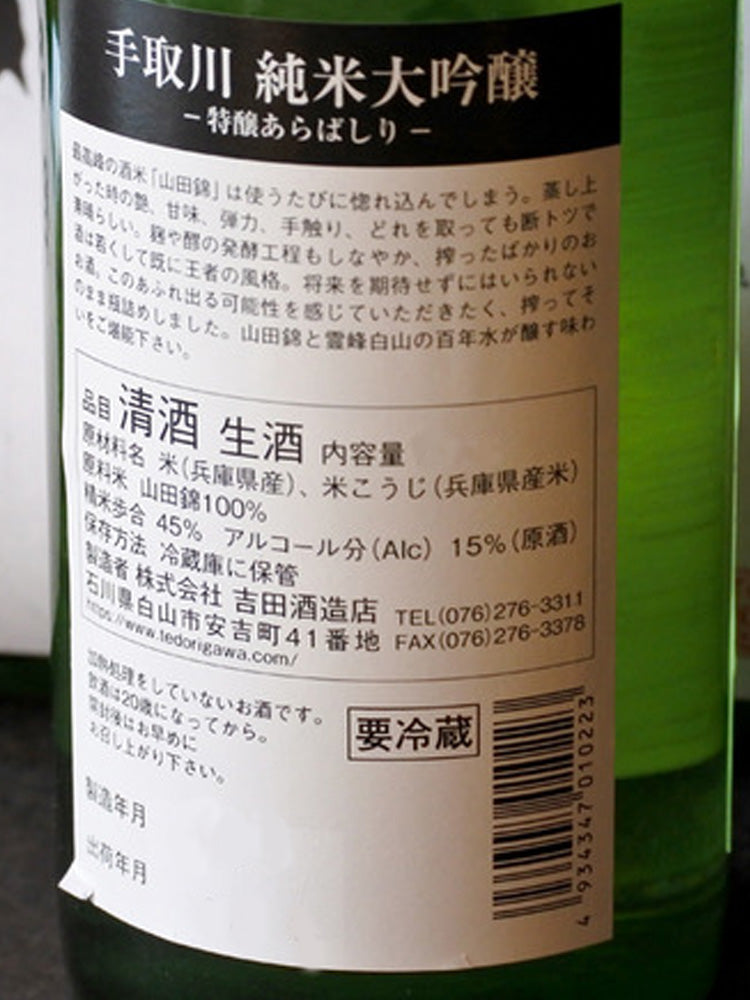 手取川 純米大吟醸
－特醸あらばしり－
最高峰の酒米「山田錦」は使うたびに惚れ込んでしまう。蒸し上
がった時の艶、甘味、弾力、手触り、どれを取っても断トツで
素晴らしい。麹や醪の発酵工程もしなやか、搾ったばかりのお
酒は若くして既に王者の風格。将来を期待せずにはいられない
お酒。このあふれ出る可能性を感じていただきたく、搾ってそ
のまま瓶詰めしました。山田錦と霊峰白山の百年水が醸す味わ
いをご堪能下さい。
品目 清酒 生酒 内容量
原材料名 米(兵庫県産)、米こうじ(兵庫県産米)
原料米 山田錦100%
精米歩合 45% アルコール分(Alc) 15%(原酒)
保存方法 冷蔵庫に保管
製造者 株式会社 吉田酒造店 TEL(076)276-3311
石川県白山市安吉町41番地 FAX(076)276-3378
https://www.tedorigawa.com/
加熱処理をしていないお酒です。
飲酒は20歳になってから。
開封後はお早めに
お召し上がり下さい。
要冷蔵
製造年月
出荷年月
4 934347 010223